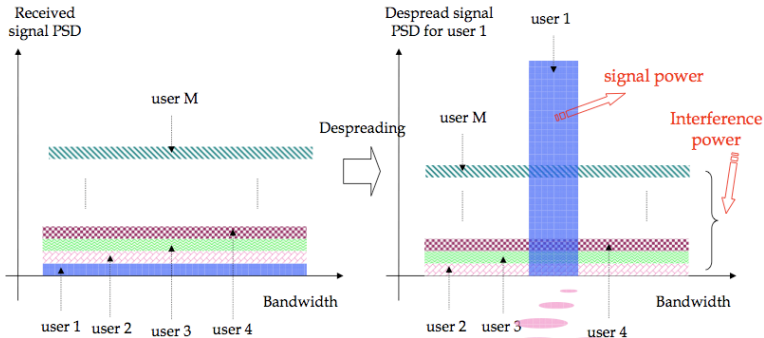 Received
signal PSD
user M
Bandwidth
user 1
user 2
user 3
user 4
Despreading
Despread signal
PSD for user 1
user 1
signal power
Interference
power
user M
Bandwidth
user 2
user 3
user 4